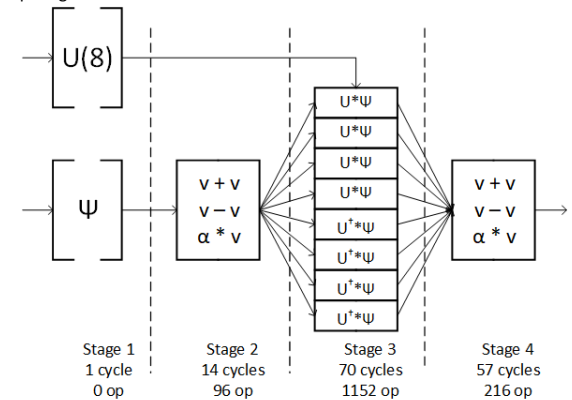 U(8)
Ψ
v + v
v – v
α * v
U*Ψ
U*Ψ
U*Ψ
U*Ψ
U†*Ψ
U†*Ψ
U†*Ψ
U†*Ψ
v + v
v – v
α * v
Stage 1
1 cycle
0 op
Stage 2
14 cycles
96 op
Stage 3
70 cycles
1152 op
Stage 4
57 cycles
216 op